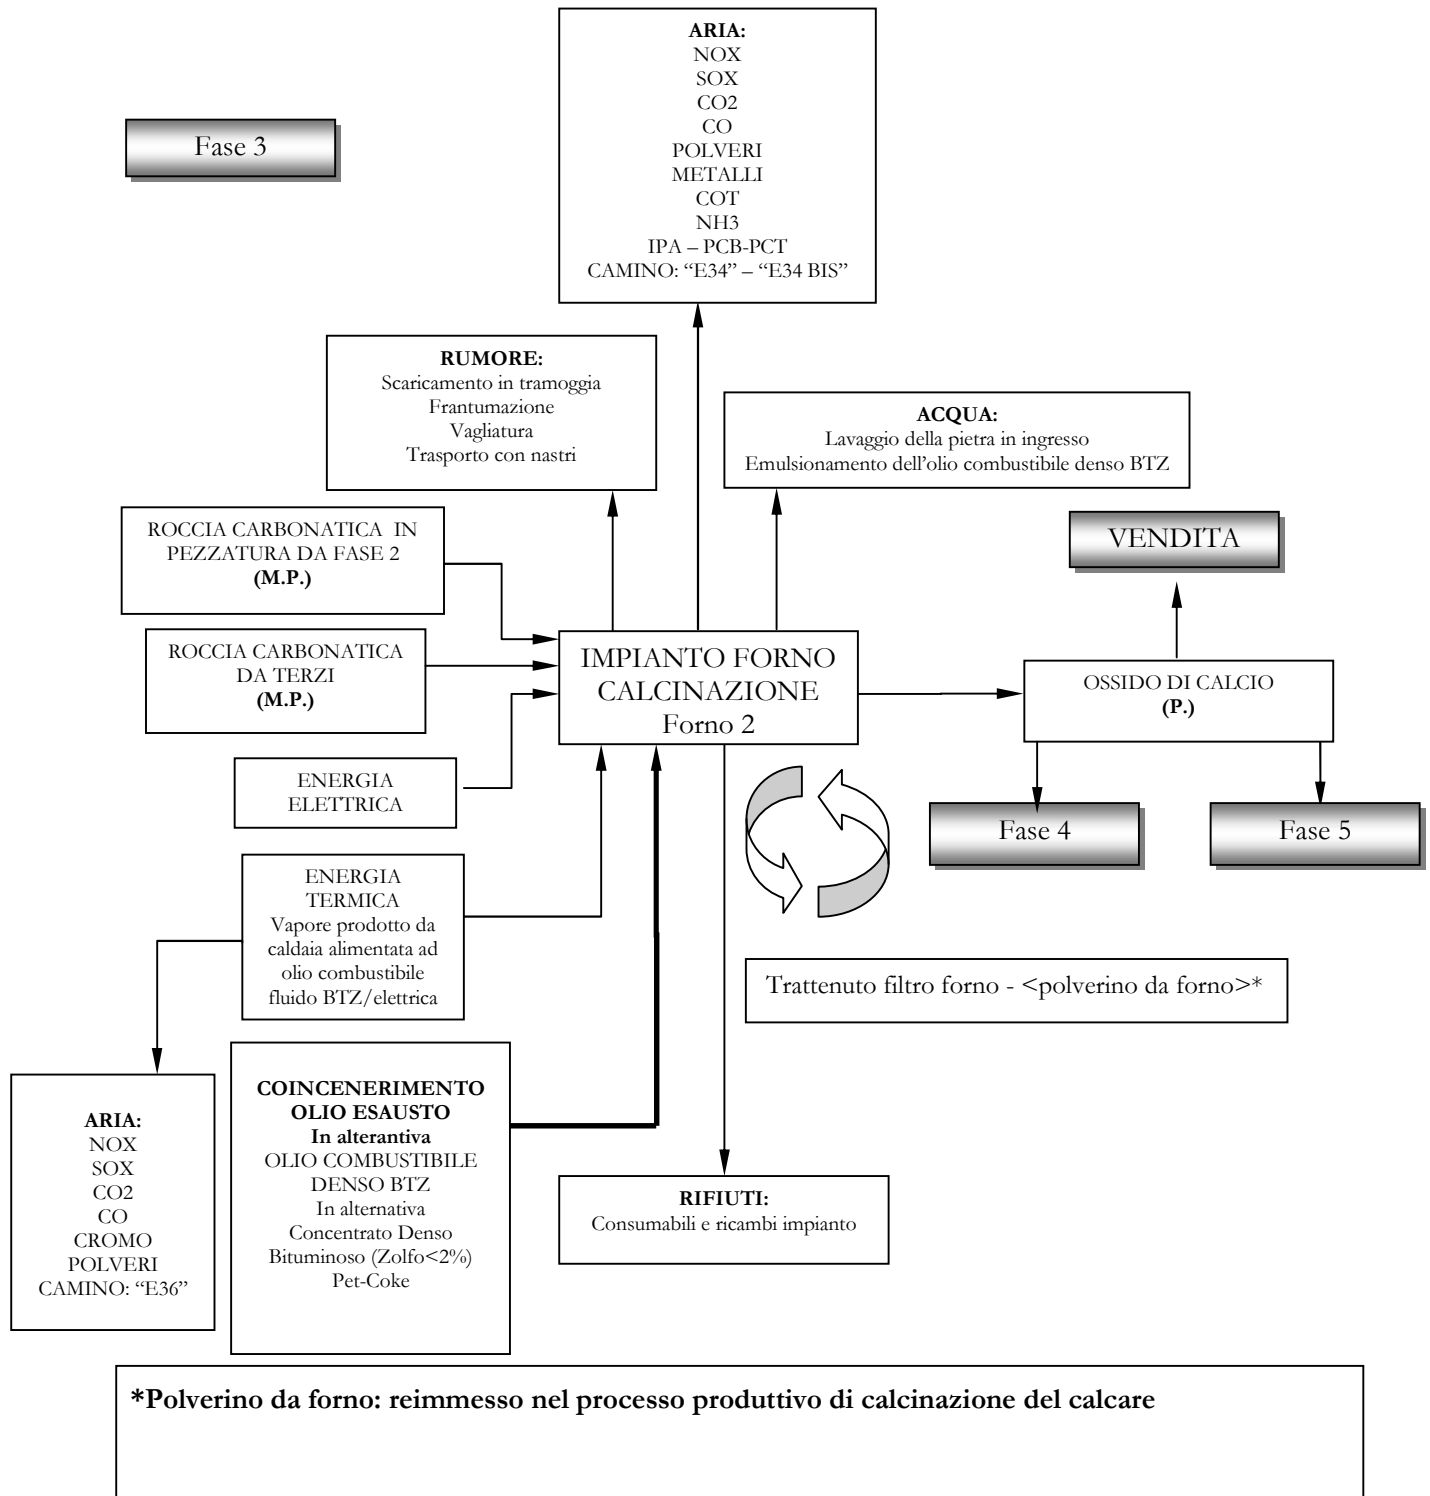 ARIA:
NOX
SOX
CO2
CO
POLVERI
METALLI
COT
NH3
IPA – PCB-PCT
CAMINO: “E34” – “E34 BIS”
Fase 3
RUMORE:
Scaricamento in tramoggia
Frantumazione
Vagliatura
Trasporto con nastri
ACQUA:
Lavaggio della pietra in ingresso
Emulsionamento dell’olio combustibile denso BTZ
ROCCIA CARBONATICA IN
PEZZATURA DA FASE 2
(M.P.)
VENDITA
ROCCIA CARBONATICA
DA TERZI
(M.P.)
IMPIANTO FORNO
CALCINAZIONE
Forno 2
OSSIDO DI CALCIO
(P.)
ENERGIA
ELETTRICA
Fase 4
Fase 5
ENERGIA
TERMICA
Vapore prodotto da
caldaia alimentata ad
olio combustibile
fluido BTZ/elettrica
Trattenuto filtro forno - <polverino da forno>*
COINCENERIMENTO
OLIO ESAUSTO
In alterantiva
OLIO COMBUSTIBILE
DENSO BTZ
In alternativa
Concentrato Denso
Bituminoso (Zolfo<2%)
Pet-Coke
ARIA:
NOX
SOX
CO2
CO
CROMO
POLVERI
CAMINO: “E36”
RIFIUTI:
Consumabili e ricambi impianto
*Polverino da forno: reimmesso nel processo produttivo di calcinazione del calcare